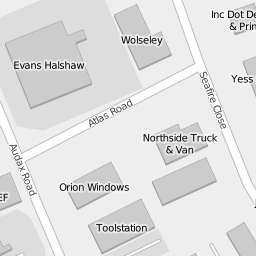 Inc Dot De
& Prin
Wolseley
Evans Halshaw
Yess
Atlas Road
Seafire Close
Northside Truck
& Van
Audax Road
Orion Windows
EF
Toolstation